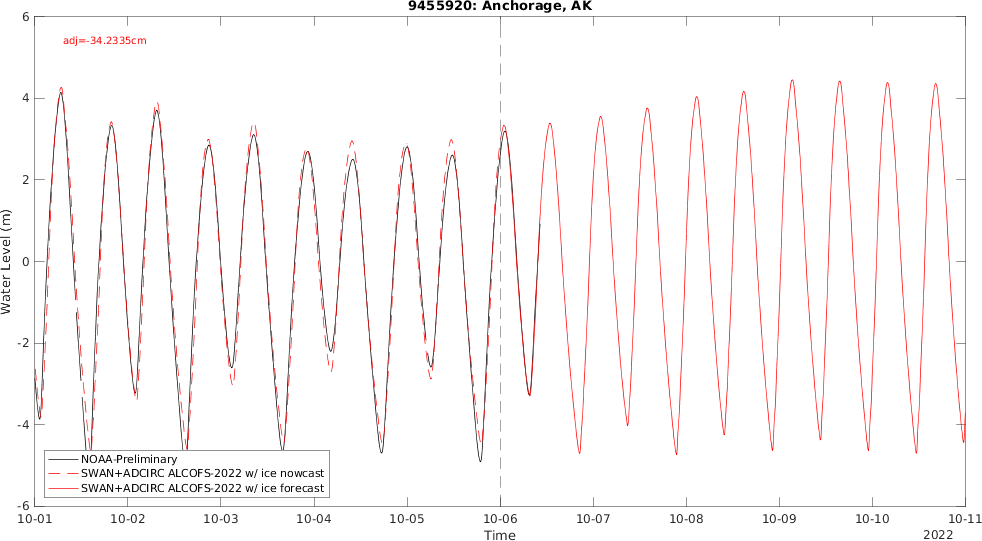 9455920: Anchorage, AK
adj=-34.2335cm
6
4
2
0
-2
-4
-6
Water Level (m)
NOAA-Preliminary
SWAN+ADCIRC ALCOFS-2022 w/ ice nowcast
SWAN+ADCIRC ALCOFS-2022 w/ ice forecast
10-01 10-02 10-03 10-04 10-05 10-06 10-07 10-08 10-09 10-10 10-11
Time
2022